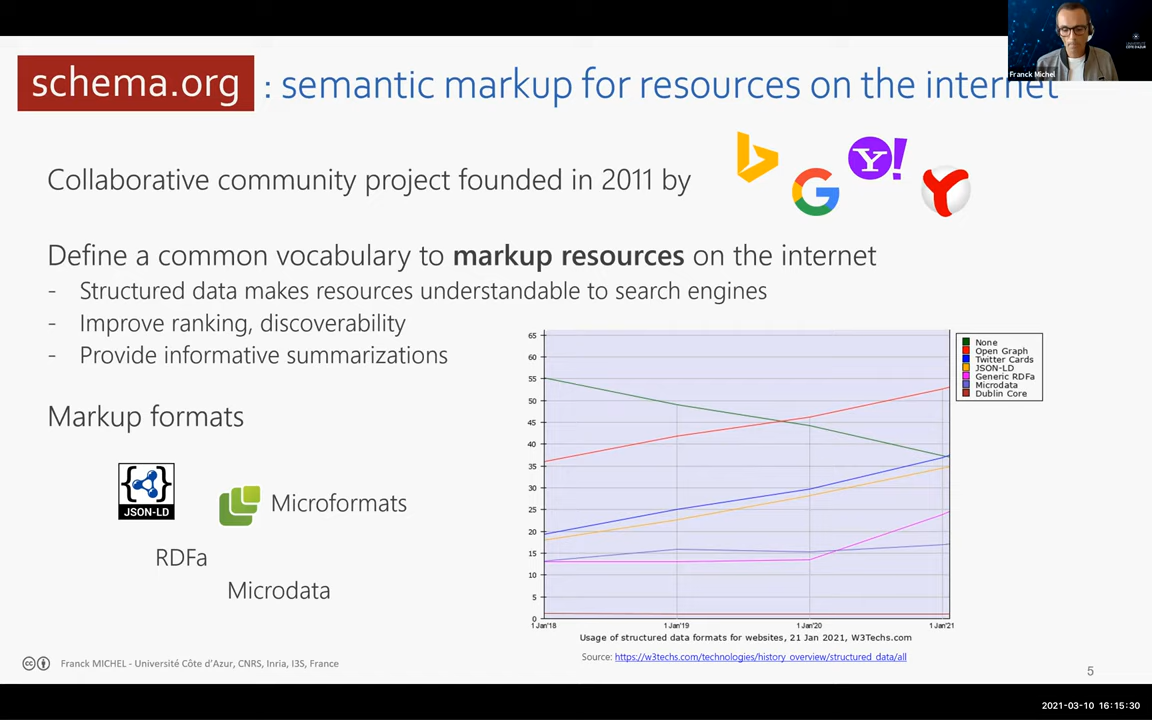 Franck Michel
schema.org : semantic markup for resources on the internet
Collaborative community project founded in 2011 by
Define a common vocabulary to markup resources on the internet
- Structured data makes resources understandable to search engines
- Improve ranking, discoverability
- Provide informative summarizations
Markup formats
JSON-LD
Microformats
RDFa
Microdata
65
60
55
50
45
40
35
30
25
20
15
10
5
0
1 Jan'18
1 Jan'19
1 Jan'20
1 Jan'21
None
Open Graph
Twitter Cards
JSON-LD
Generic RDFa
Microdata
Dublin Core
Usage of structured data formats for websites, 21 Jan 2021, W3Techs.com
Source: https://w3techs.com/technologies/history_overview/structured_data/all
cc
Franck MICHEL - Université Côte d'Azur, CNRS, Inria, I3S, France
5
2021-03-10 16:15:30